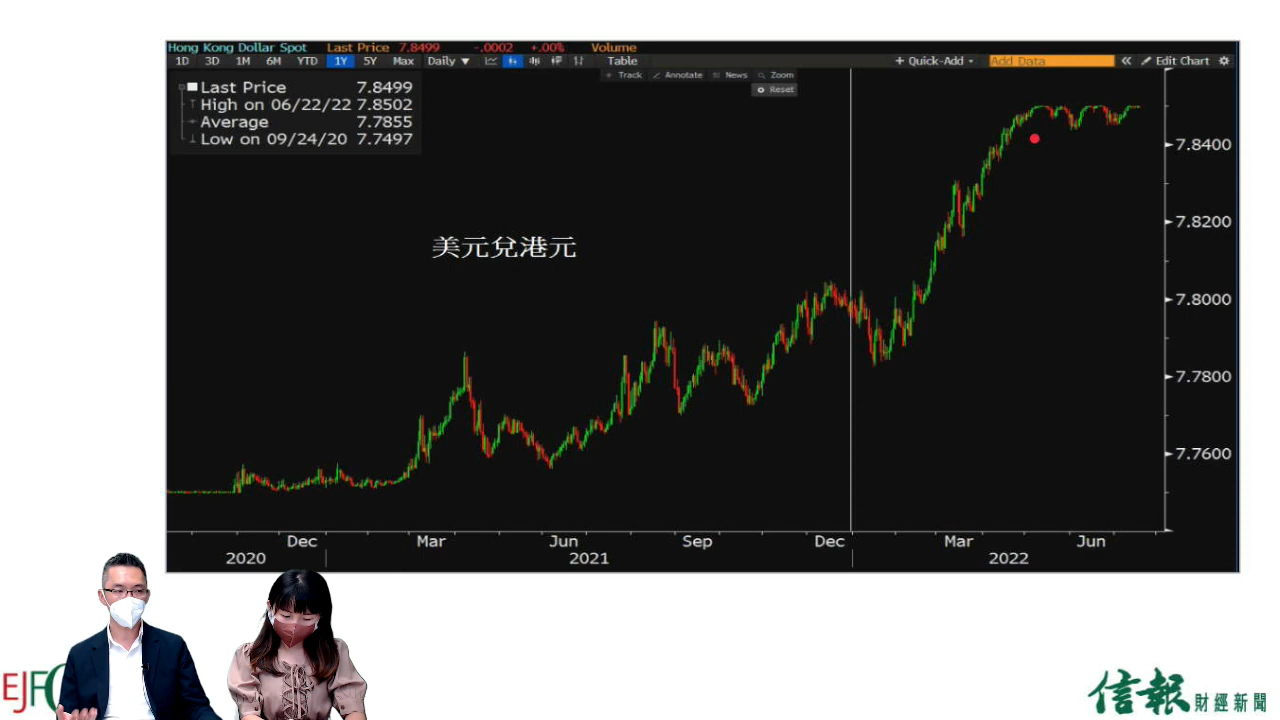 Hong Kong Dollar Spot Last Price 7.8499 -.0002 +.00% Volume
1D 3D 1M 6M YTD 1Y 5Y Max Daily ▼ Table + Quick-Add Add Data « Edit Chart
Track Annotate News Zoom
Reset
Last Price 7.8499
High on 06/22/22 7.8502
Average 7.7855
Low on 09/24/20 7.7497
7.8400
7.8200
美元兌港元
7.8000
7.7800
7.7600
Dec Mar Jun Sep Dec Mar Jun
2020 2021 2022
EJF
信報 財經新聞